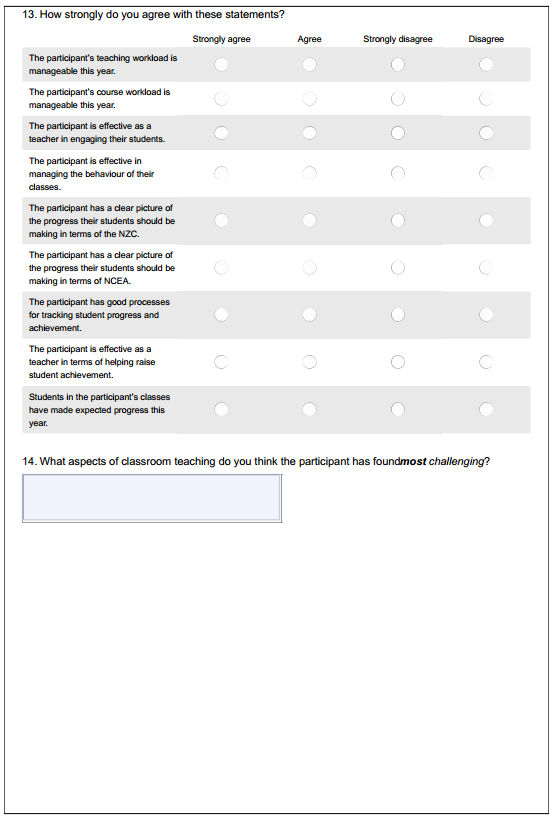 13. How strongly do you agree with these statements?
Strongly agree Agree Strongly disagree Disagree
The participant's teaching workload is
manageable this year.
The participant's course workload is
manageable this year.
The participant is effective as a
teacher in engaging their students.
The participant is effective in
managing the behaviour of their
classes.
The participant has a clear picture of
the progress their students should be
making in terms of the NZC.
The participant has a clear picture of
the progress their students should be
making in terms of NCEA.
The participant has good processes
for tracking student progress and
achievement.
The participant is effective as a
teacher in terms of helping raise
student achievement.
Students in the participant's classes
have made expected progress this
year.
14. What aspects of classroom teaching do you think the participant has foundmost challenging?